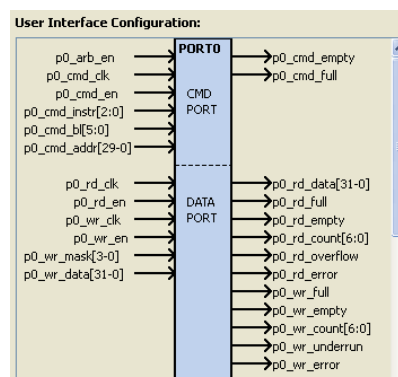 User Interface Configuration:
PORT0
p0_arb_en
p0_cmd_clk
p0_cmd_en
p0_cmd_instr[2:0]
p0_cmd_bl[5:0]
p0_cmd_addr[29-0]
CMD
PORT
p0_cmd_empty
p0_cmd_full
p0_rd_clk
p0_rd_en
p0_wr_clk
p0_wr_en
p0_wr_mask[3-0]
p0_wr_data[31-0]
DATA
PORT
p0_rd_data[31-0]
p0_rd_full
p0_rd_empty
p0_rd_count[6:0]
p0_rd_overflow
p0_rd_error
p0_wr_full
p0_wr_empty
p0_wr_count[6:0]
p0_wr_underrun
p0_wr_error